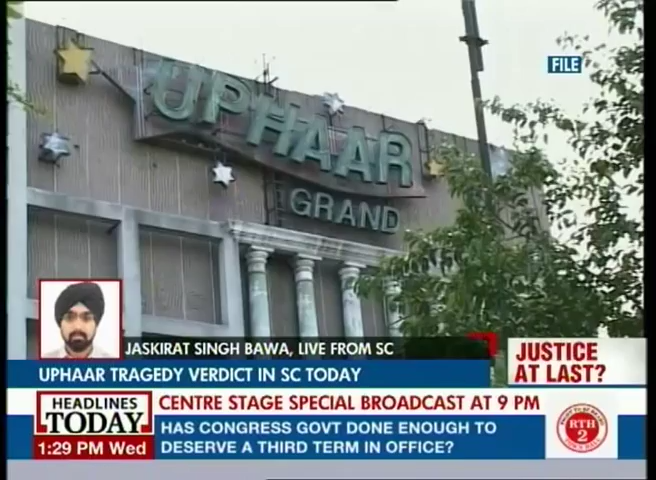 UPHAAR
GRAND
FILE
JASKIRAT SINGH BAWA, LIVE FROM SC
UPHAAR TRAGEDY VERDICT IN SC TODAY
JUSTICE
AT LAST?
HEADLINES
TODAY
1:29 PM Wed
CENTRE STAGE SPECIAL BROADCAST AT 9 PM
HAS CONGRESS GOVT DONE ENOUGH TO
DESERVE A THIRD TERM IN OFFICE?
RTH
2